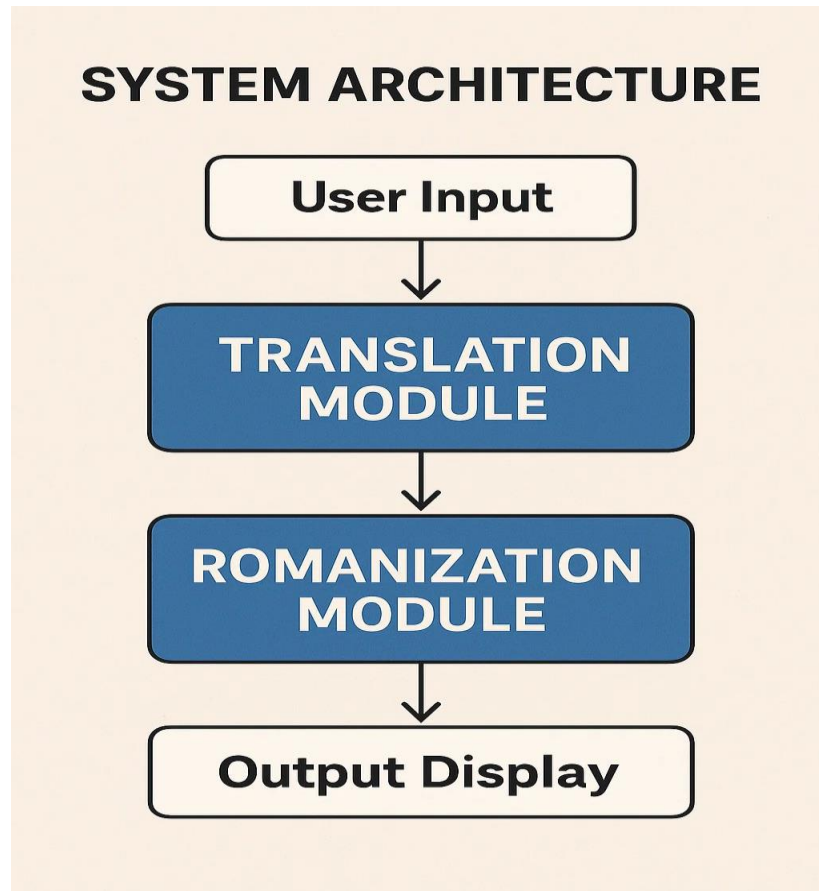 SYSTEM ARCHITECTURE
User Input
TRANSLATION
MODULE
ROMANIZATION
MODULE
Output Display